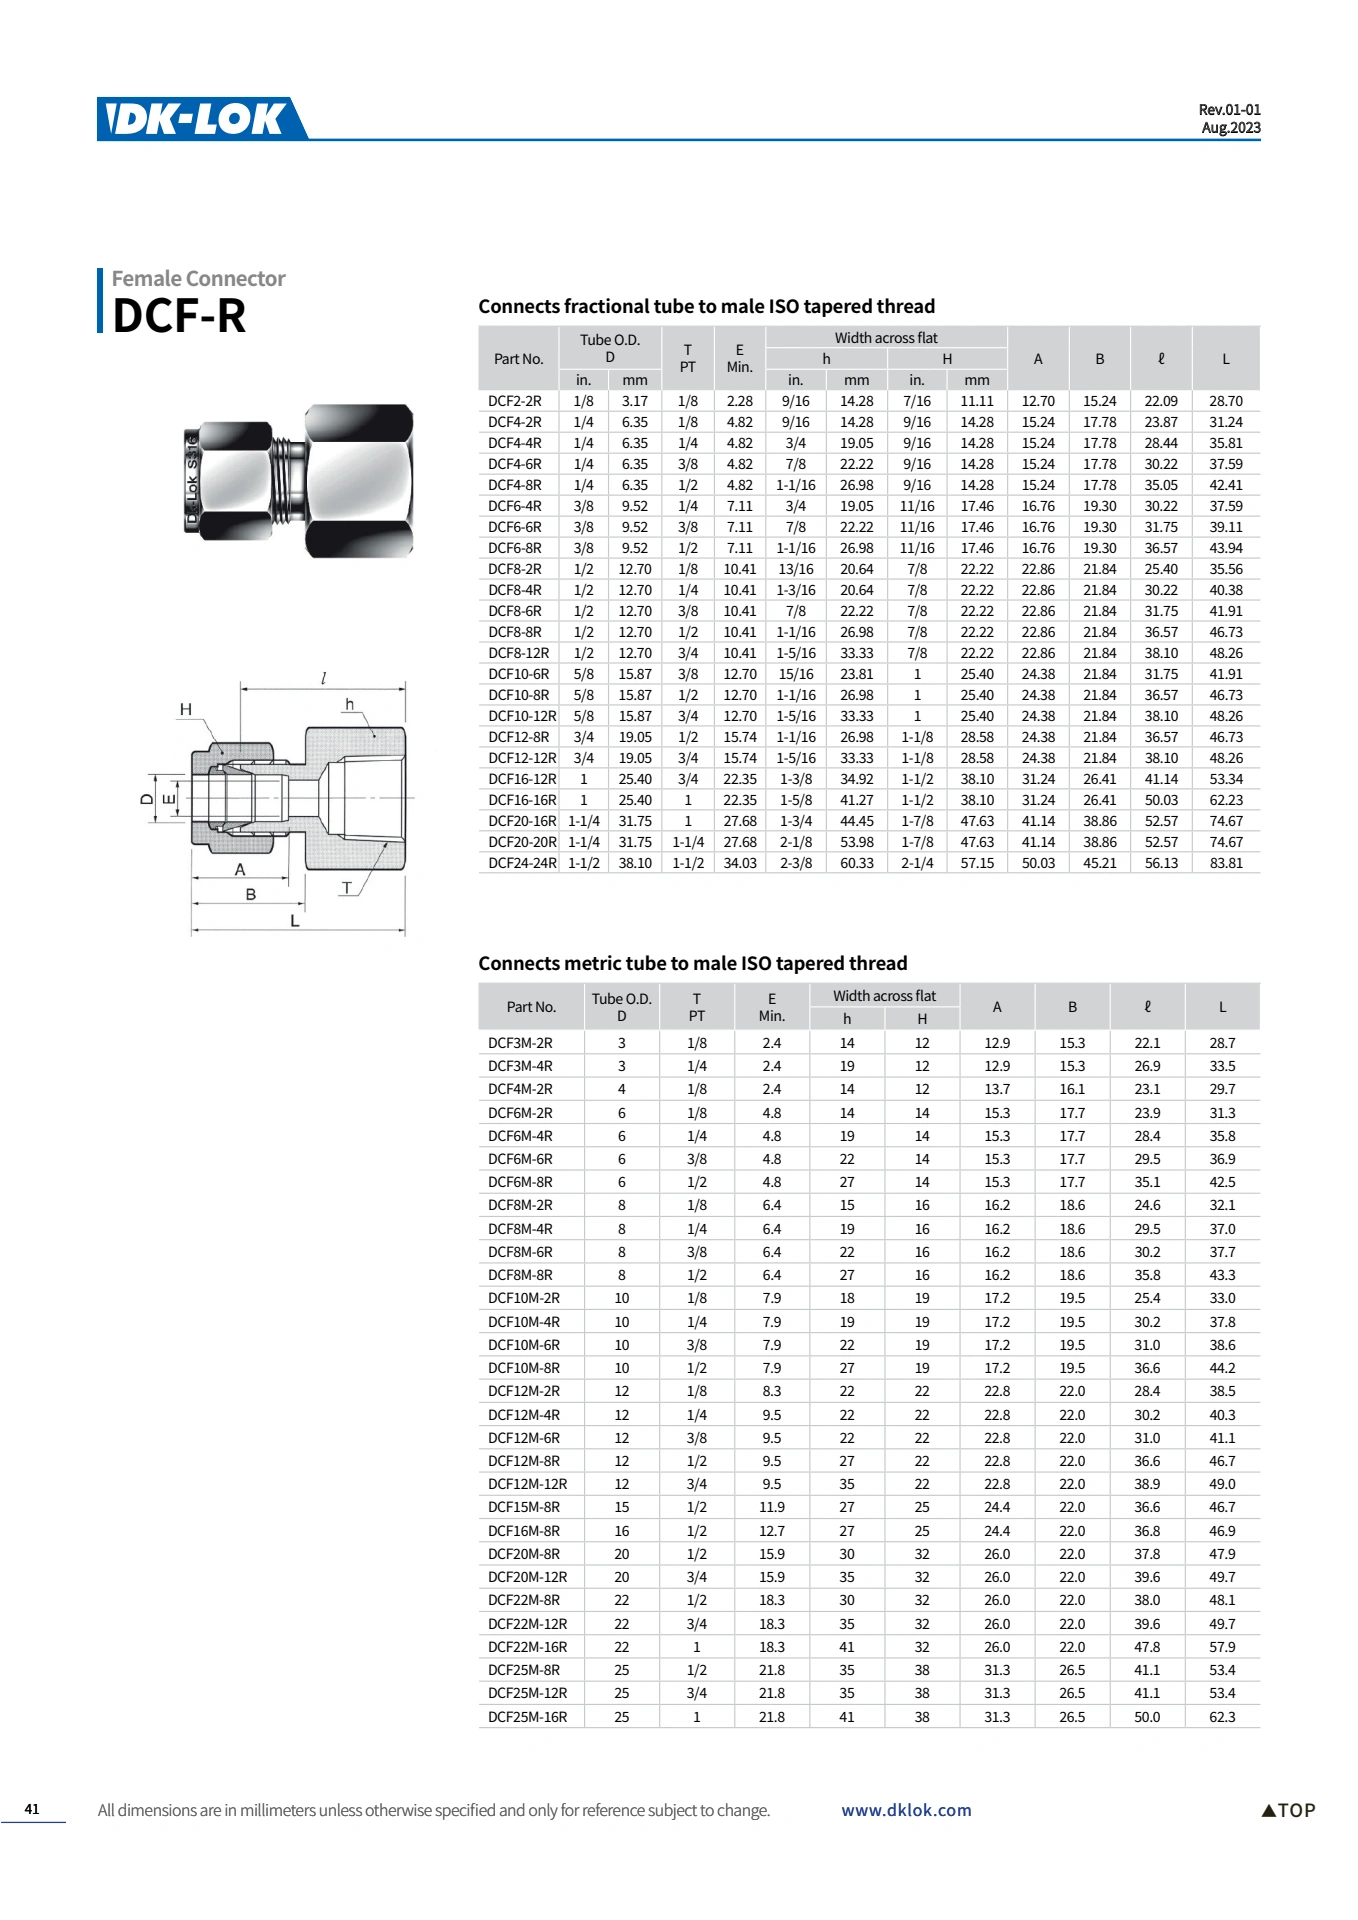 DK-LOK
Rev.01-01
Aug.2023
Female Connector
DCF-R
Dk-Lok S316
l
H
h
D
E
A
B
T
L
Connects fractional tube to male ISO tapered thread
Part No. Tube O.D. D T PT E Min. Width across flat A B ℓ L
h H
in. mm in. mm in. mm
DCF2-2R 1/8 3.17 1/8 2.28 9/16 14.28 7/16 11.11 12.70 15.24 22.09 28.70
DCF4-2R 1/4 6.35 1/8 4.82 9/16 14.28 9/16 14.28 15.24 17.78 23.87 31.24
DCF4-4R 1/4 6.35 1/4 4.82 3/4 19.05 9/16 14.28 15.24 17.78 28.44 35.81
DCF4-6R 1/4 6.35 3/8 4.82 7/8 22.22 9/16 14.28 15.24 17.78 30.22 37.59
DCF4-8R 1/4 6.35 1/2 4.82 1-1/16 26.98 9/16 14.28 15.24 17.78 35.05 42.41
DCF6-4R 3/8 9.52 1/4 7.11 3/4 19.05 11/16 17.46 16.76 19.30 30.22 37.59
DCF6-6R 3/8 9.52 3/8 7.11 7/8 22.22 11/16 17.46 16.76 19.30 31.75 39.11
DCF6-8R 3/8 9.52 1/2 7.11 1-1/16 26.98 11/16 17.46 16.76 19.30 36.57 43.94
DCF8-2R 1/2 12.70 1/8 10.41 13/16 20.64 7/8 22.22 22.86 21.84 25.40 35.56
DCF8-4R 1/2 12.70 1/4 10.41 1-3/16 20.64 7/8 22.22 22.86 21.84 30.22 40.38
DCF8-6R 1/2 12.70 3/8 10.41 7/8 22.22 7/8 22.22 22.86 21.84 31.75 41.91
DCF8-8R 1/2 12.70 1/2 10.41 1-1/16 26.98 7/8 22.22 22.86 21.84 36.57 46.73
DCF8-12R 1/2 12.70 3/4 10.41 1-5/16 33.33 7/8 22.22 22.86 21.84 38.10 48.26
DCF10-6R 5/8 15.87 3/8 12.70 15/16 23.81 1 25.40 24.38 21.84 31.75 41.91
DCF10-8R 5/8 15.87 1/2 12.70 1-1/16 26.98 1 25.40 24.38 21.84 36.57 46.73
DCF10-12R 5/8 15.87 3/4 12.70 1-5/16 33.33 1 25.40 24.38 21.84 38.10 48.26
DCF12-8R 3/4 19.05 1/2 15.74 1-1/16 26.98 1-1/8 28.58 24.38 21.84 36.57 46.73
DCF12-12R 3/4 19.05 3/4 15.74 1-5/16 33.33 1-1/8 28.58 24.38 21.84 38.10 48.26
DCF16-12R 1 25.40 3/4 22.35 1-3/8 34.92 1-1/2 38.10 31.24 26.41 41.14 53.34
DCF16-16R 1 25.40 1 22.35 1-5/8 41.27 1-1/2 38.10 31.24 26.41 50.03 62.23
DCF20-16R 1-1/4 31.75 1 27.68 1-3/4 44.45 1-7/8 47.63 41.14 38.86 52.57 74.67
DCF20-20R 1-1/4 31.75 1-1/4 27.68 2-1/8 53.98 1-7/8 47.63 41.14 38.86 52.57 74.67
DCF24-24R 1-1/2 38.10 1-1/2 34.03 2-3/8 60.33 2-1/4 57.15 50.03 45.21 56.13 83.81
Connects metric tube to male ISO tapered thread
Part No. Tube O.D. D T PT E Min. Width across flat A B ℓ L
h H
DCF3M-2R 3 1/8 2.4 14 12 12.9 15.3 22.1 28.7
DCF3M-4R 3 1/4 2.4 19 12 12.9 15.3 26.9 33.5
DCF4M-2R 4 1/8 2.4 14 12 13.7 16.1 23.1 29.7
DCF6M-2R 6 1/8 4.8 14 14 15.3 17.7 23.9 31.3
DCF6M-4R 6 1/4 4.8 19 14 15.3 17.7 28.4 35.8
DCF6M-6R 6 3/8 4.8 22 14 15.3 17.7 29.5 36.9
DCF6M-8R 6 1/2 4.8 27 14 15.3 17.7 35.1 42.5
DCF8M-2R 8 1/8 6.4 15 16 16.2 18.6 24.6 32.1
DCF8M-4R 8 1/4 6.4 19 16 16.2 18.6 29.5 37.0
DCF8M-6R 8 3/8 6.4 22 16 16.2 18.6 30.2 37.7
DCF8M-8R 8 1/2 6.4 27 16 16.2 18.6 35.8 43.3
DCF10M-2R 10 1/8 7.9 18 19 17.2 19.5 25.4 33.0
DCF10M-4R 10 1/4 7.9 19 19 17.2 19.5 30.2 37.8
DCF10M-6R 10 3/8 7.9 22 19 17.2 19.5 31.0 38.6
DCF10M-8R 10 1/2 7.9 27 19 17.2 19.5 36.6 44.2
DCF12M-2R 12 1/8 8.3 22 22 22.8 22.0 28.4 38.5
DCF12M-4R 12 1/4 9.5 22 22 22.8 22.0 30.2 40.3
DCF12M-6R 12 3/8 9.5 22 22 22.8 22.0 31.0 41.1
DCF12M-8R 12 1/2 9.5 27 22 22.8 22.0 36.6 46.7
DCF12M-12R 12 3/4 9.5 35 22 22.8 22.0 38.9 49.0
DCF15M-8R 15 1/2 11.9 27 25 24.4 22.0 36.6 46.7
DCF16M-8R 16 1/2 12.7 27 25 24.4 22.0 36.8 46.9
DCF20M-8R 20 1/2 15.9 30 32 26.0 22.0 37.8 47.9
DCF20M-12R 20 3/4 15.9 35 32 26.0 22.0 39.6 49.7
DCF22M-8R 22 1/2 18.3 30 32 26.0 22.0 38.0 48.1
DCF22M-12R 22 3/4 18.3 35 32 26.0 22.0 39.6 49.7
DCF22M-16R 22 1 18.3 41 32 26.0 22.0 47.8 57.9
DCF25M-8R 25 1/2 21.8 35 38 31.3 26.5 41.1 53.4
DCF25M-12R 25 3/4 21.8 35 38 31.3 26.5 41.1 53.4
DCF25M-16R 25 1 21.8 41 38 31.3 26.5 50.0 62.3
41 All dimensions are in millimeters unless otherwise specified and only for reference subject to change. www.dklok.com ▲TOP